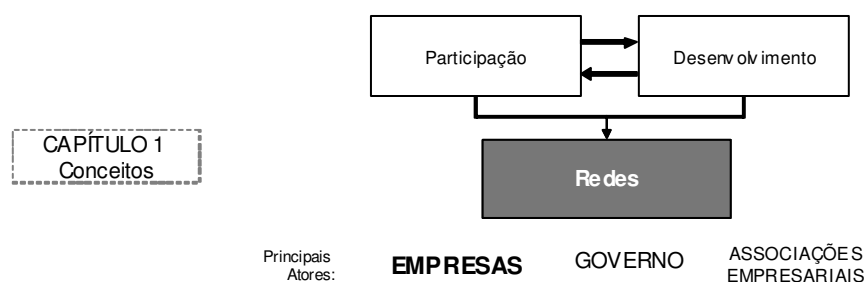 Participação
Desenvolvimento
CAPÍTULO 1
Conceitos
Redes
Principais
Atores:
EMPRESAS
GOVERNO
ASSOCIAÇÕES
EMPRESARIAIS